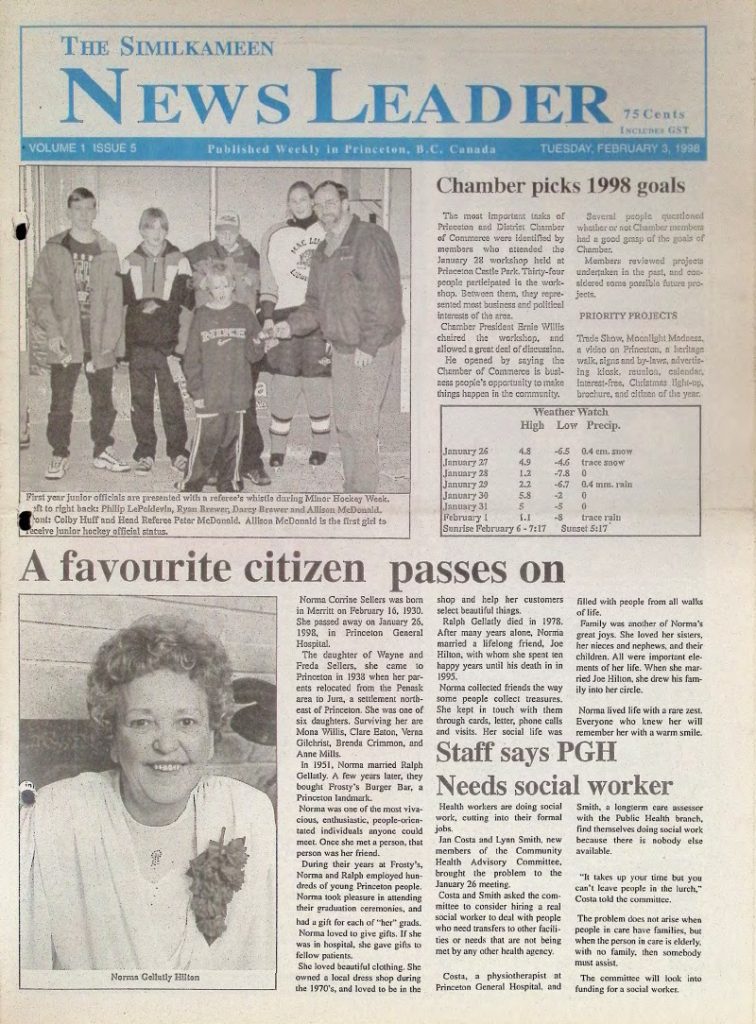 THE SIMILKAMEEN
NEWS LEADER
75 Cents
INCLUDES GST
VOLUME 1 ISSUE 5
Published Weekly in Princeton, B.C. Canada
TUESDAY, FEBRUARY 3, 1998
First year junior officials are presented with a referee's whistle during Minor Hockey Week.
eft to right back: Philip LePoidevin, Ryan Brewer, Darcy Brewer and Allison McDonald.
ront: Colby Huff and Head Referee Peter McDonald. Allison McDonald is the first girl to
receive junior hockey official status.
Chamber picks 1998 goals
The most important tasks of
Princeton and District Chamber
of Commerce were identified by
members who attended the
January 28 workshop held at
Princeton Castle Park. Thirty-four
people participated in the work-
shop. Between them, they repre-
sented most business and political
interests of the area.
Chamber President Ernie Willis
chaired the workshop, and
allowed a great deal of discussion.
He opened by saying the
Chamber of Commerce is busi-
ness people's opportunity to make
things happen in the community.
Several people questioned
whether or not Chamber members
had a good grasp of the goals of
Chamber.
Members reviewed projects
undertaken in the past, and con-
sidered some possible future pro-
jects.
PRIORITY PROJECTS
Trade Show, Moonlight Madness,
a video on Princeton, a heritage
walk, signs and by-laws, advertis-
ing kiosk, reunion, calendar,
interest-free, Christmas light-up,
brochure, and citizen of the year.
Weather Watch
High Low Precip.
January 26 4.8 -6.5 0.4 cm. snow
January 27 4.9 -4.6 trace snow
January 28 1.2 -7.8 0
January 29 2.2 -6.7 0.4 mm. rain
January 30 5.8 -2 0
January 31 5 -5 0
February 1 1.1 -8 trace rain
Sunrise February 6 - 7:17 Sunset 5:17
A favourite citizen passes on
Norma Gellatly Hilton
Norma Corrine Sellers was born
in Merritt on February 16, 1930.
She passed away on January 26,
1998, in Princeton General
Hospital.
The daughter of Wayne and
Freda Sellers, she came to
Princeton in 1938 when her par-
ents relocated from the Penask
area to Jura, a settlement north-
east of Princeton. She was one of
six daughters. Surviving her are
Mona Willis, Clare Eaton, Verna
Gilchrist, Brenda Crimmon, and
Anne Mills.
In 1951, Norma married Ralph
Gellatly. A few years later, they
bought Frosty's Burger Bar, a
Princeton landmark.
Norma was one of the most viva-
cious, enthusiastic, people-orien-
tated individuals anyone could
meet. Once she met a person, that
person was her friend.
During their years at Frosty's,
Norma and Ralph employed hun-
dreds of young Princeton people.
Norma took pleasure in attending
their graduation ceremonies, and
had a gift for each of "her" grads.
Norma loved to give gifts. If she
was in hospital, she gave gifts to
fellow patients.
She loved beautiful clothing. She
owned a local dress shop during
the 1970's, and loved to be in the
shop and help her customers
select beautiful things.
Ralph Gellatly died in 1978.
After many years alone, Norma
married a lifelong friend, Joe
Hilton, with whom she spent ten
happy years until his death in in
1995.
Norma collected friends the way
some people collect treasures.
She kept in touch with them
through cards, letter, phone calls
and visits. Her social life was
filled with people from all walks
of life.
Family was another of Norma's
great joys. She loved her sisters,
her nieces and nephews, and their
children. All were important ele-
ments of her life. When she mar-
ried Joe Hilton, she drew his fam-
ily into her circle.
Norma lived life with a rare zest.
Everyone who knew her will
remember her with a warm smile.
Staff says PGH
Needs social worker
Health workers are doing social
work, cutting into their formal
jobs.
Jan Costa and Lynn Smith, new
members of the Community
Health Advisory Committee,
brought the problem to the
January 26 meeting.
Costa and Smith asked the com-
mittee to consider hiring a real
social worker to deal with people
who need transfers to other facili-
ties or needs that are not being
met by any other health agency.
Costa, a physiotherapist at
Princeton General Hospital, and
Smith, a longterm care assessor
with the Public Health branch,
find themselves doing social work
because there is nobody else
available.
"It takes up your time but you
can't leave people in the lurch,"
Costa told the committee.
The problem does not arise when
people in care have families, but
when the person in care is elderly,
with no family, then somebody
must assist.
The committee will look into
funding for a social worker.